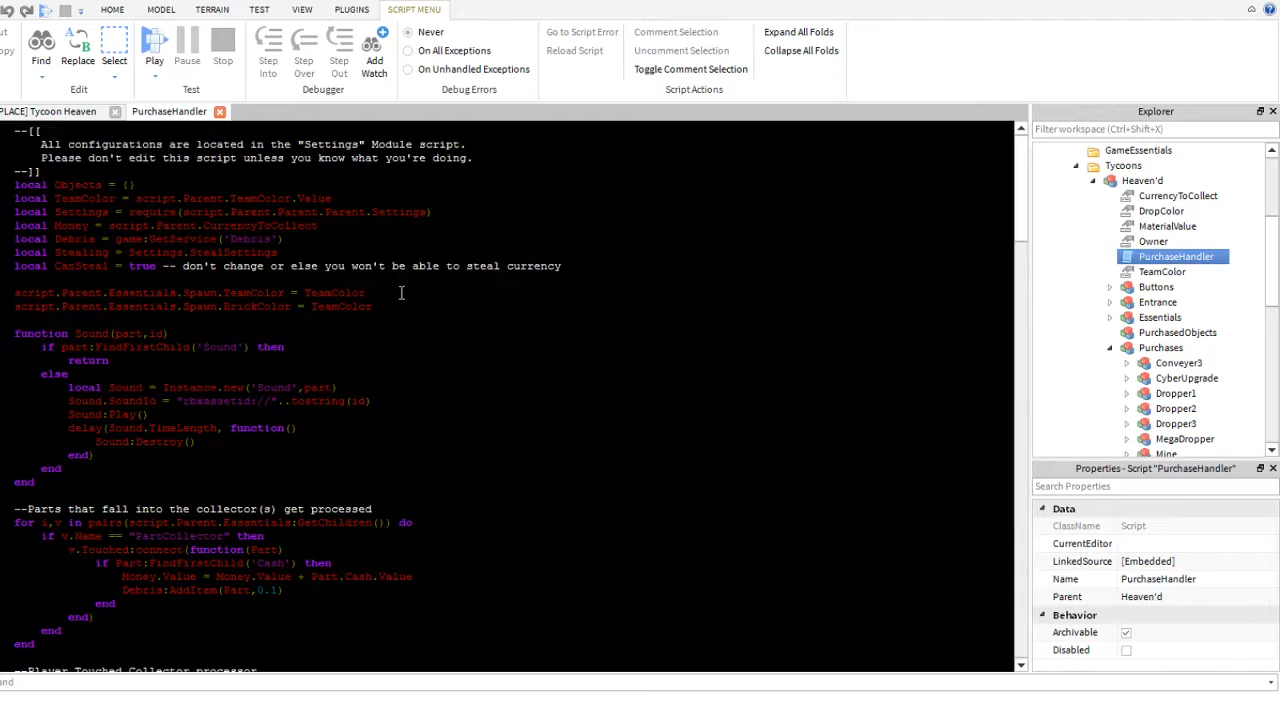 HOME MODEL TERRAIN TEST VIEW PLUGINS SCRIPT MENU
Find Replace Select
Edit
Play Pause Stop
Test
Step Into
Step Over
Step Out
Add Watch
Debugger
Never
On All Exceptions
On Unhandled Exceptions
Debug Errors
Go to Script Error
Reload Script
Comment Selection
Uncomment Selection
Toggle Comment Selection
Expand All Folds
Collapse All Folds
Script Actions
PLACE] Tycoon Heaven
PurchaseHandler
--[[
All configurations are located in the "Settings" Module script.
Please don't edit this script unless you know what you're doing.
--]]
local Objects = {}
local TeamColor = script.Parent.TeamColor.Value
local Settings = require(script.Parent.Parent.Parent.Settings)
local Money = script.Parent.CurrencyToCollect
local Debris = game:GetService('Debris')
local Stealing = Settings.StealSettings
local CanSteal = true -- don't change or else you won't be able to steal currency
script.Parent.Essentials.Spawn.TeamColor = TeamColor
script.Parent.Essentials.Spawn.BrickColor = TeamColor
function Sound(part,id)
if part:FindFirstChild('Sound') then
return
else
local Sound = Instance.new('Sound',part)
Sound.SoundId = "rbxassetid://"..tostring(id)
Sound:Play()
delay(Sound.TimeLength, function()
Sound:Destroy()
end)
end
end
--Parts that fall into the collector(s) get processed
for i,v in pairs(script.Parent.Essentials:GetChildren()) do
if v.Name == "PartCollector" then
v.Touched:connect(function(Part)
if Part:FindFirstChild('Cash') then
Money.Value = Money.Value + Part.Cash.Value
Debris:AddItem(Part,0.1)
end
end)
end
end
--Player Touched Collector processor
Explorer
Filter workspace (Ctrl+Shift+X)
GameEssentials
Tycoons
Heaven'd
CurrencyToCollect
DropColor
MaterialValue
Owner
PurchaseHandler
TeamColor
Buttons
Entrance
Essentials
PurchasedObjects
Purchases
Conveyer3
CyberUpgrade
Dropper1
Dropper2
Dropper3
MegaDropper
Mine
Properties - Script "PurchaseHandler"
Search Properties
Data
ClassName Script
CurrentEditor
LinkedSource [Embedded]
Name PurchaseHandler
Parent Heaven'd
Behavior
Archivable
Disabled